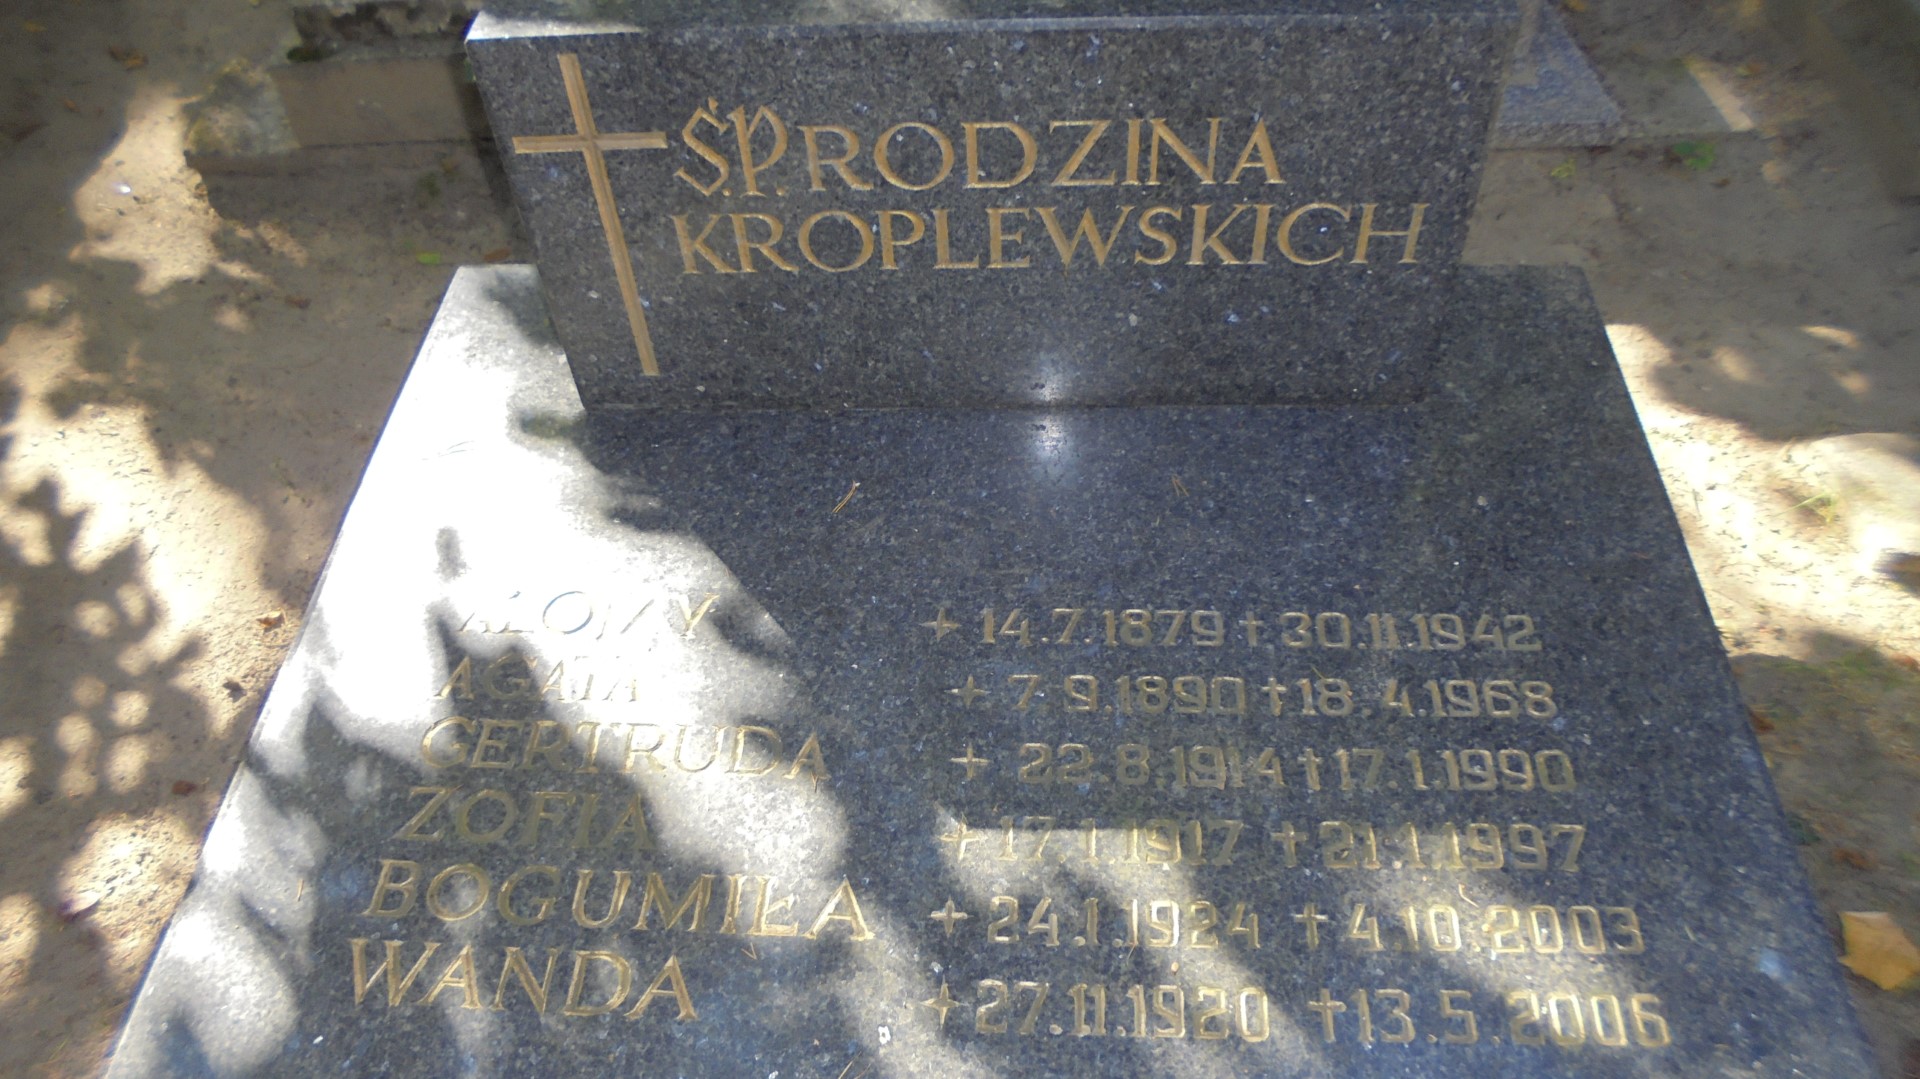 Ś.P. RODZINA
KROPLEWSKICH
ALOJZY + 14.7.1879 † 30.11.1942
AGATA + 7.9.1890 † 18.4.1968
GERTRUDA + 22.8.1914 † 17.1.1990
ZOFIA + 17.1.1917 † 21.1.1997
BOGUMIŁA + 24.1.1924 † 4.10.2003
WANDA + 27.11.1920 † 13.5.2006